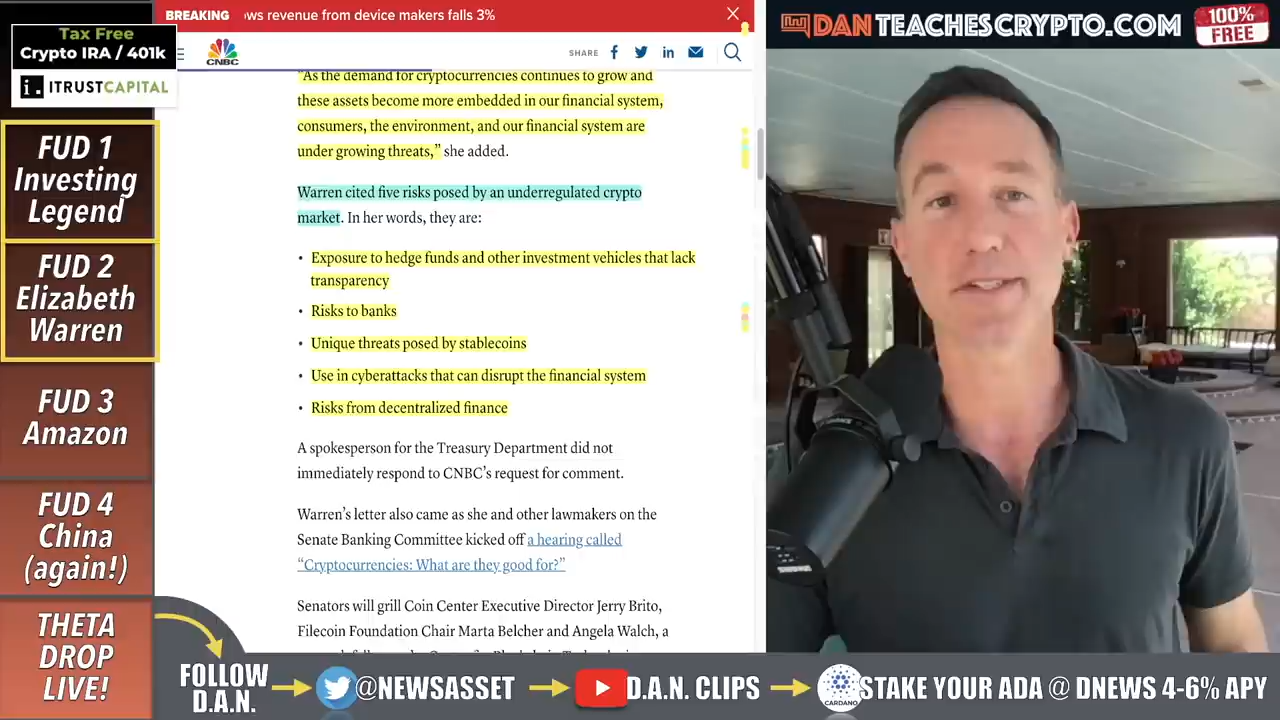 BREAKING
ws revenue from device makers falls 3%
DANTEACHESCRYPTO.COM
100%
FREE
Tax Free
Crypto IRA / 401k
i. ITRUSTCAPITAL
CNBC
SHARE
"As the demand for cryptocurrencies continues to grow and
these assets become more embedded in our financial system,
consumers, the environment, and our financial system are
under growing threats," she added.
Warren cited five risks posed by an underregulated crypto
market. In her words, they are:
• Exposure to hedge funds and other investment vehicles that lack
transparency
• Risks to banks
• Unique threats posed by stablecoins
• Use in cyberattacks that can disrupt the financial system
• Risks from decentralized finance
A spokesperson for the Treasury Department did not
immediately respond to CNBC's request for comment.
Warren's letter also came as she and other lawmakers on the
Senate Banking Committee kicked off a hearing called
"Cryptocurrencies: What are they good for?"
Senators will grill Coin Center Executive Director Jerry Brito,
Filecoin Foundation Chair Marta Belcher and Angela Walch, a
FUD 1
Investing
Legend
FUD 2
Elizabeth
Warren
FUD 3
Amazon
FUD 4
China
(again!)
THETA
DROP
LIVE!
FOLLOW
D.A.N.
@NEWSASSET
D.A.N. CLIPS
CARDANO
STAKE YOUR ADA @ DNEWS 4-6% APY